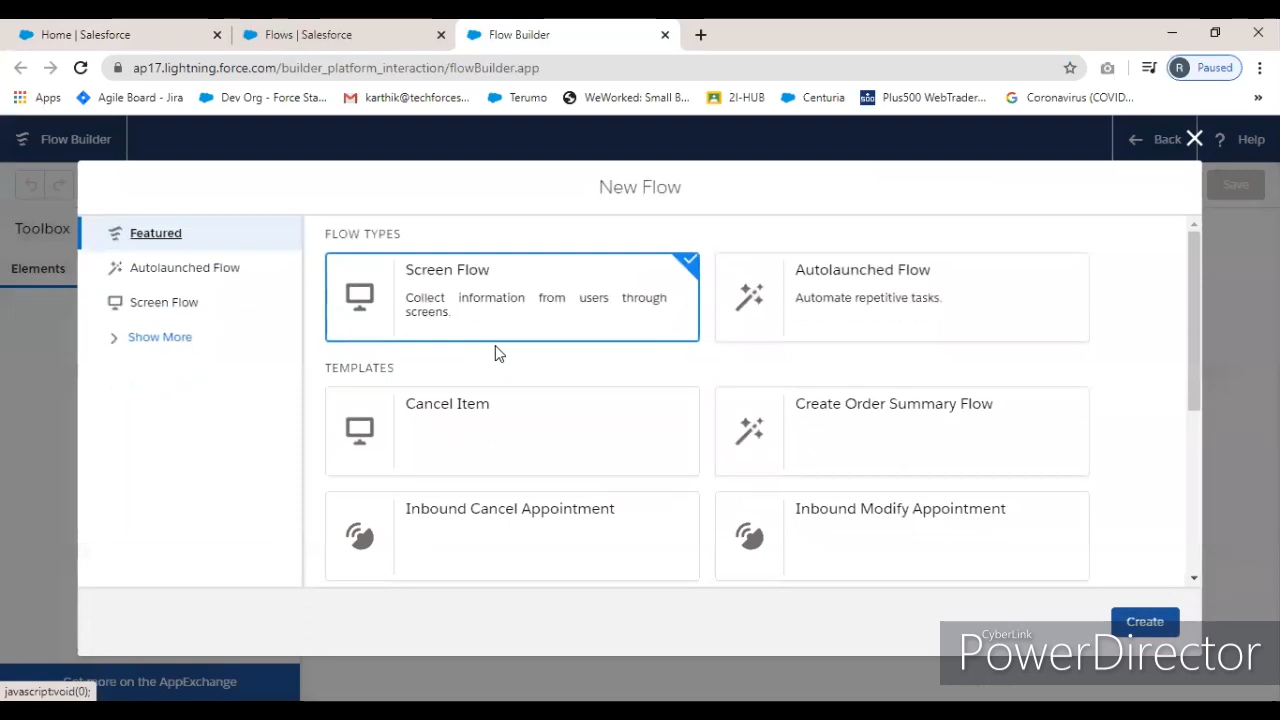 Home | Salesforce
Flows | Salesforce
Flow Builder
ap17.lightning.force.com/builder_platform_interaction/flowBuilder.app
R Paused
Apps
Agile Board - Jira
Dev Org - Force Sta...
karthik@techforces...
Terumo
WeWorked: Small B...
2I-HUB
Centuria
Plus500 WebTrader...
Coronavirus (COVID...
»
Flow Builder
Back
? Help
New Flow
Save
Toolbox
Elements
Featured
Autolaunched Flow
Screen Flow
Show More
FLOW TYPES
Screen Flow
Collect information from users through
screens.
Autolaunched Flow
Automate repetitive tasks.
TEMPLATES
Cancel Item
Create Order Summary Flow
Inbound Cancel Appointment
Inbound Modify Appointment
Create
CyberLink
PowerDirector
more on the AppExchange
javascript:void(0);